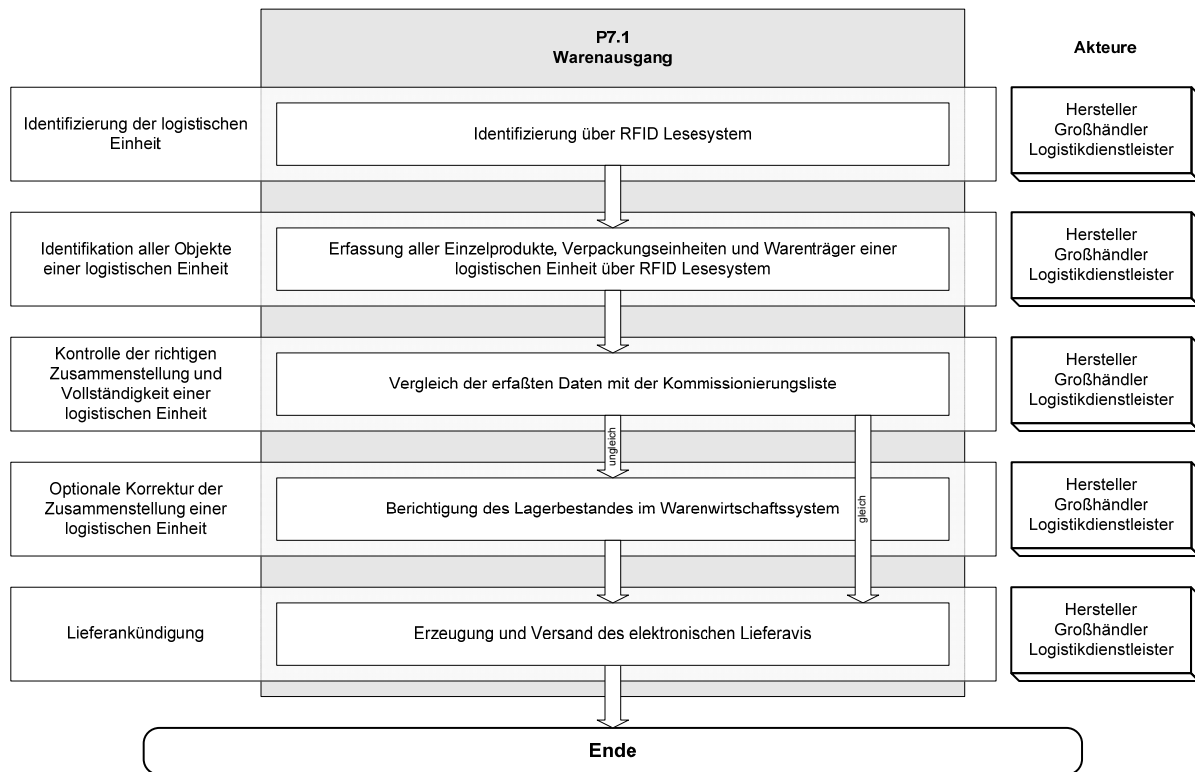 P7.1
Warenausgang
Akteure
Identifizierung der logistischen
Einheit
Identifizierung über RFID Lesesystem
Hersteller
Großhändler
Logistikdienstleister
Identifikation aller Objekte
einer logistischen Einheit
Erfassung aller Einzelprodukte, Verpackungseinheiten und Warenträger einer
logistischen Einheit über RFID Lesesystem
Hersteller
Großhändler
Logistikdienstleister
Kontrolle der richtigen
Zusammenstellung und
Vollständigkeit einer
logistischen Einheit
Vergleich der erfaßten Daten mit der Kommissionierungsliste
Hersteller
Großhändler
Logistikdienstleister
ungleich
gleich
Optionale Korrektur der
Zusammenstellung einer
logistischen Einheit
Berichtigung des Lagerbestandes im Warenwirtschaftssystem
Hersteller
Großhändler
Logistikdienstleister
Lieferankündigung
Erzeugung und Versand des elektronischen Lieferavis
Hersteller
Großhändler
Logistikdienstleister
Ende